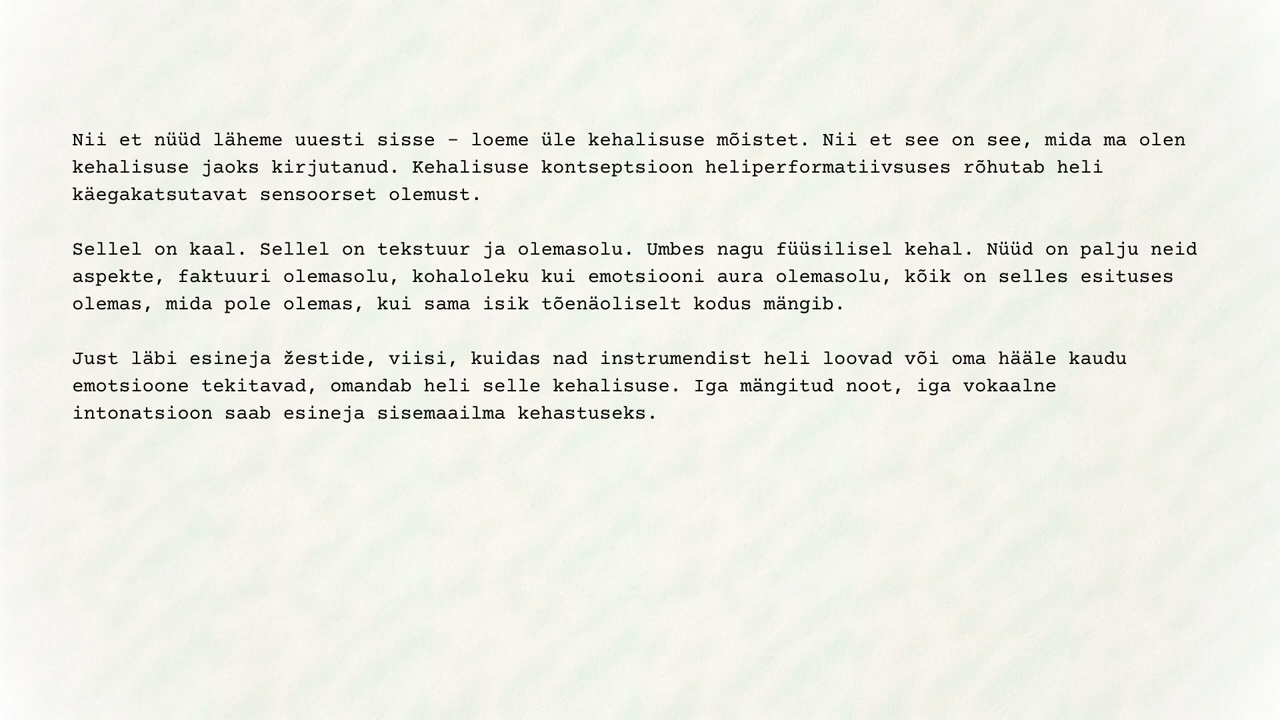 Nii et nüüd läheme uuesti sisse – loeme üle kehalisuse mõistet. Nii et see on see, mida ma olen
kehalisuse jaoks kirjutanud. Kehalisuse kontseptsioon heliperformatiivsuses rõhutab heli
käegakatsutavat sensoorset olemust.
Sellel on kaal. Sellel on tekstuur ja olemasolu. Umbes nagu füüsilisel kehal. Nüüd on palju neid
aspekte, faktuuri olemasolu, kohaloleku kui emotsiooni aura olemasolu, kõik on selles esituses
olemas, mida pole olemas, kui sama isik tõenäoliselt kodus mängib.
Just läbi esineja žestide, viisi, kuidas nad instrumendist heli loovad või oma hääle kaudu
emotsioone tekitavad, omandab heli selle kehalisuse. Iga mängitud noot, iga vokaalne
intonatsioon saab esineja sisemaailma kehastuseks.